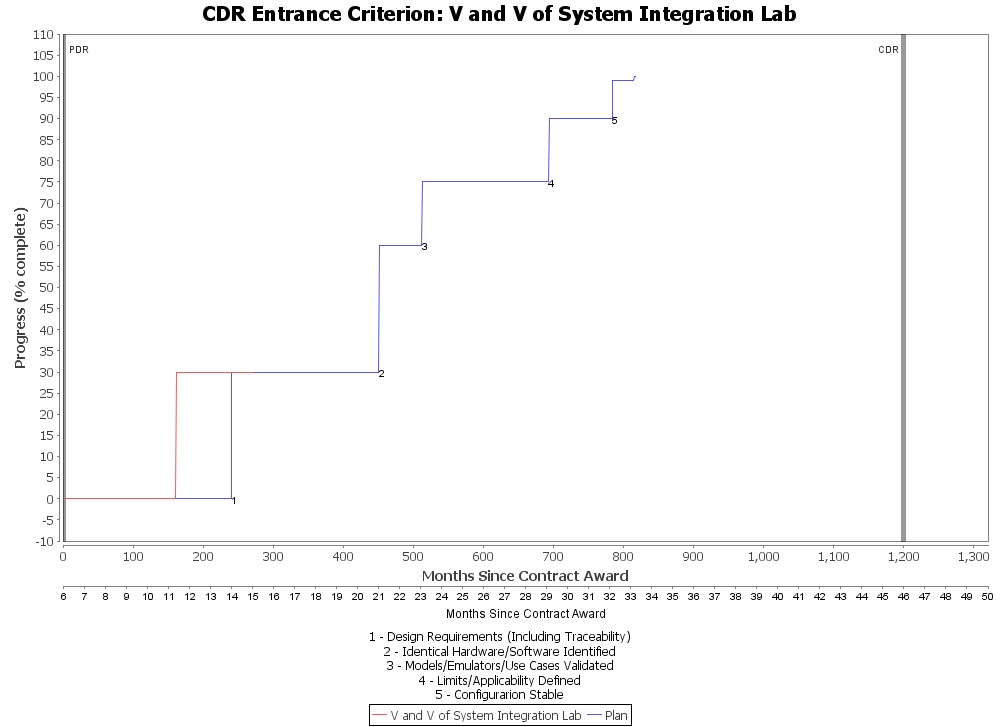 CDR Entrance Criterion: V and V of System Integration Lab
110
105
100
95
90
85
80
75
70
65
60
55
50
45
40
35
30
25
20
15
10
5
0
-5
-10
Progress (% complete)
PDR
CDR
1
2
3
4
5
0 100 200 300 400 500 600 700 800 900 1,000 1,100 1,200 1,300
Months Since Contract Award
6 7 8 9 10 11 12 13 14 15 16 17 18 19 20 21 22 23 24 25 26 27 28 29 30 31 32 33 34 35 36 37 38 39 40 41 42 43 44 45 46 47 48 49 50
Months Since Contract Award
1 - Design Requirements (Including Traceability)
2 - Identical Hardware/Software Identified
3 - Models/Emulators/Use Cases Validated
4 - Limits/Applicability Defined
5 - Configurarion Stable
V and V of System Integration Lab Plan